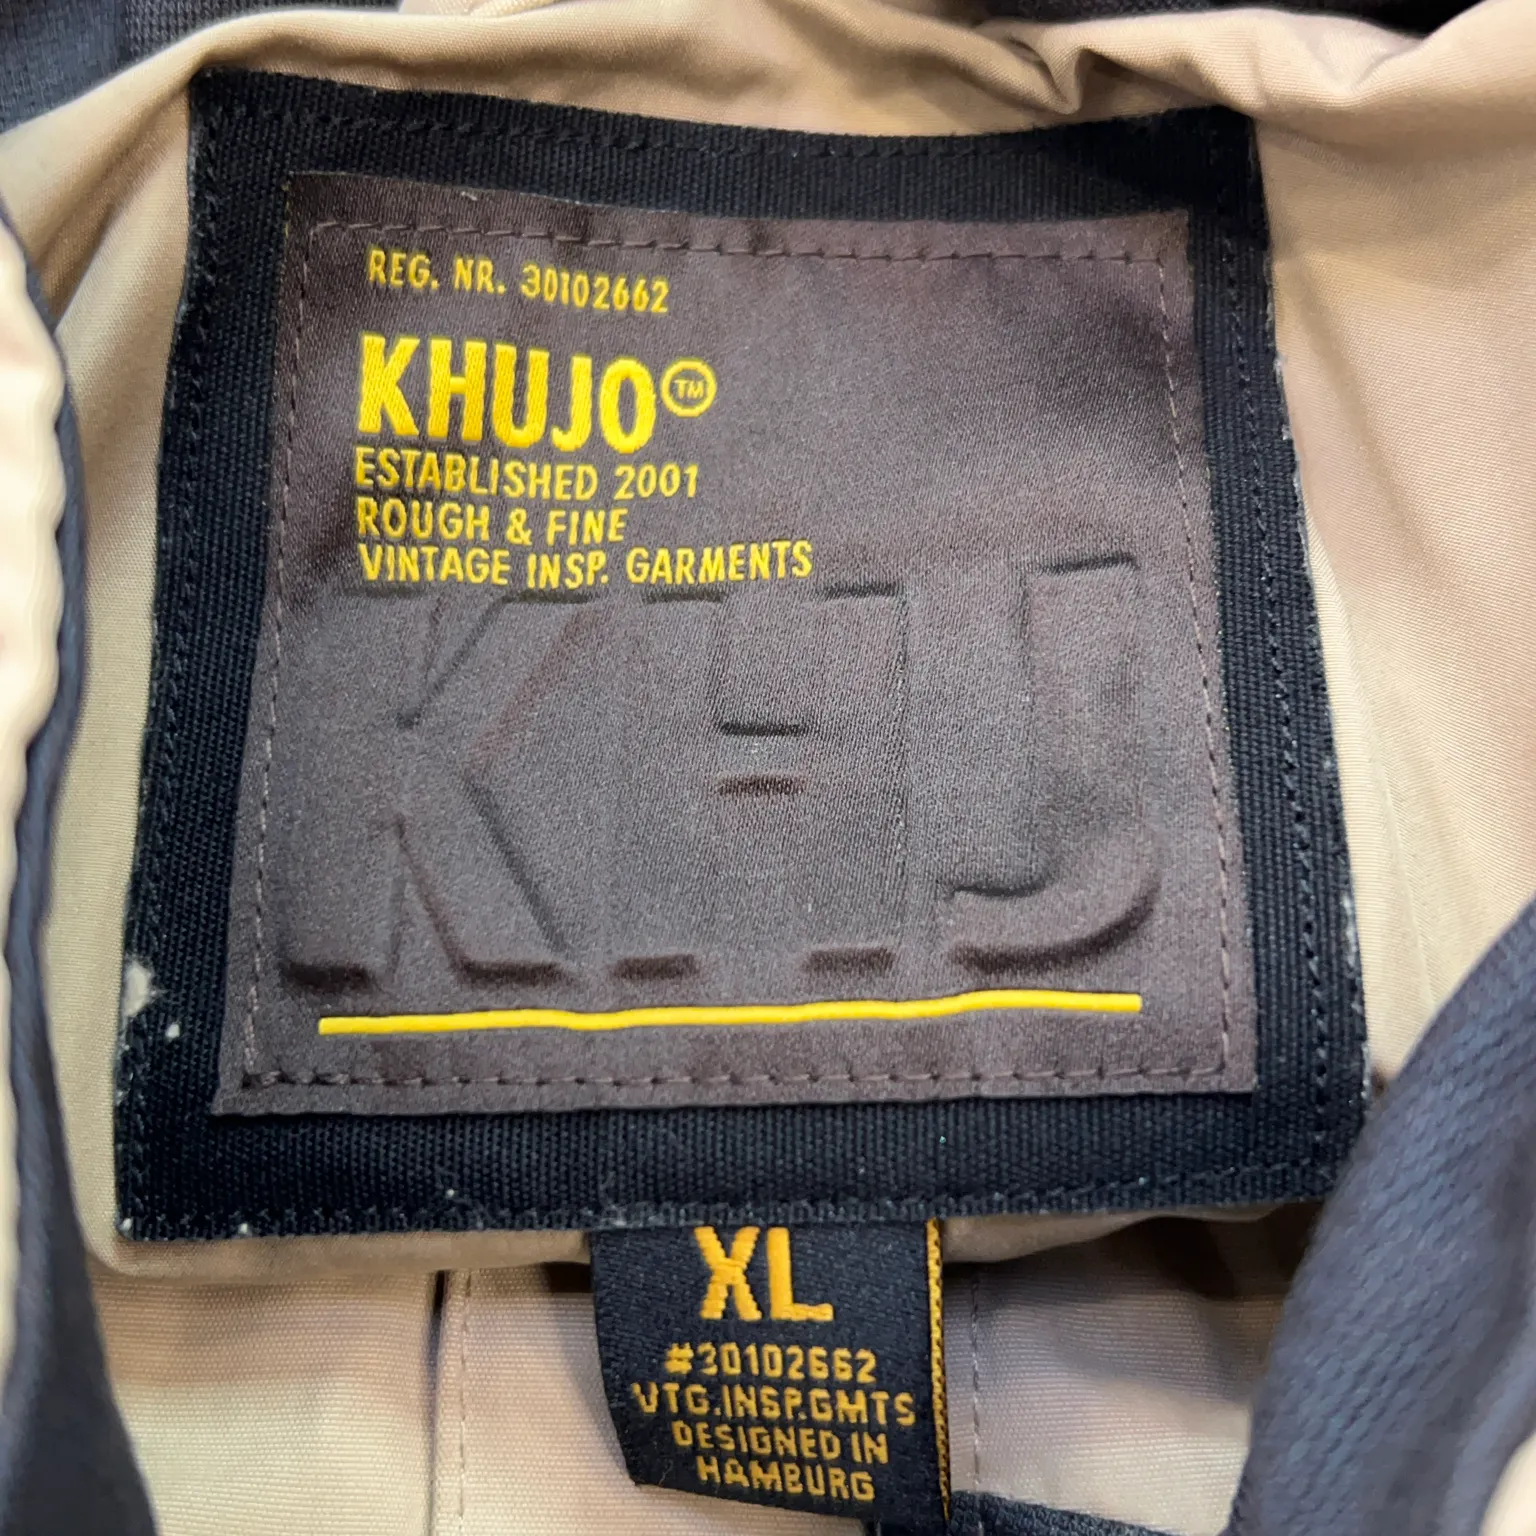 REG. NR. 30102662
KHUJO™
ESTABLISHED 2001
ROUGH & FINE
VINTAGE INSP. GARMENTS
KHJ
XL
#30102662
VTG.INSP.GMTS
DESIGNED IN
HAMBURG